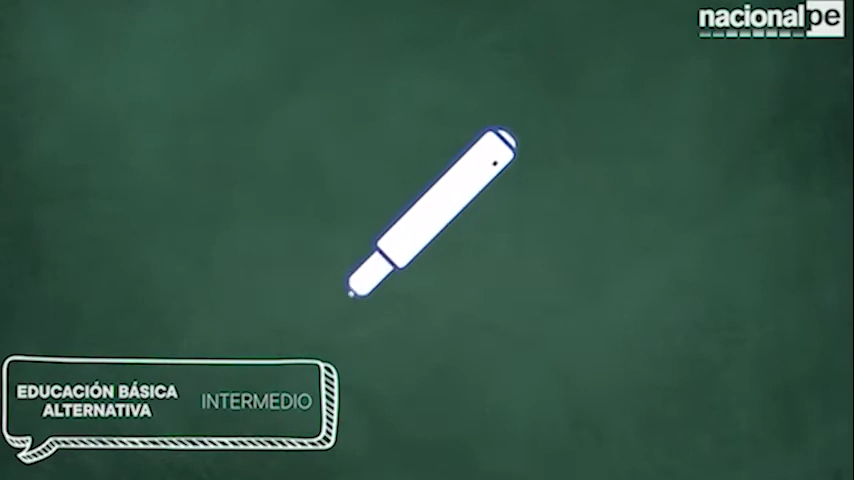 nacionalpe
EDUCACIÓN BÁSICA
ALTERNATIVA
INTERMEDIO